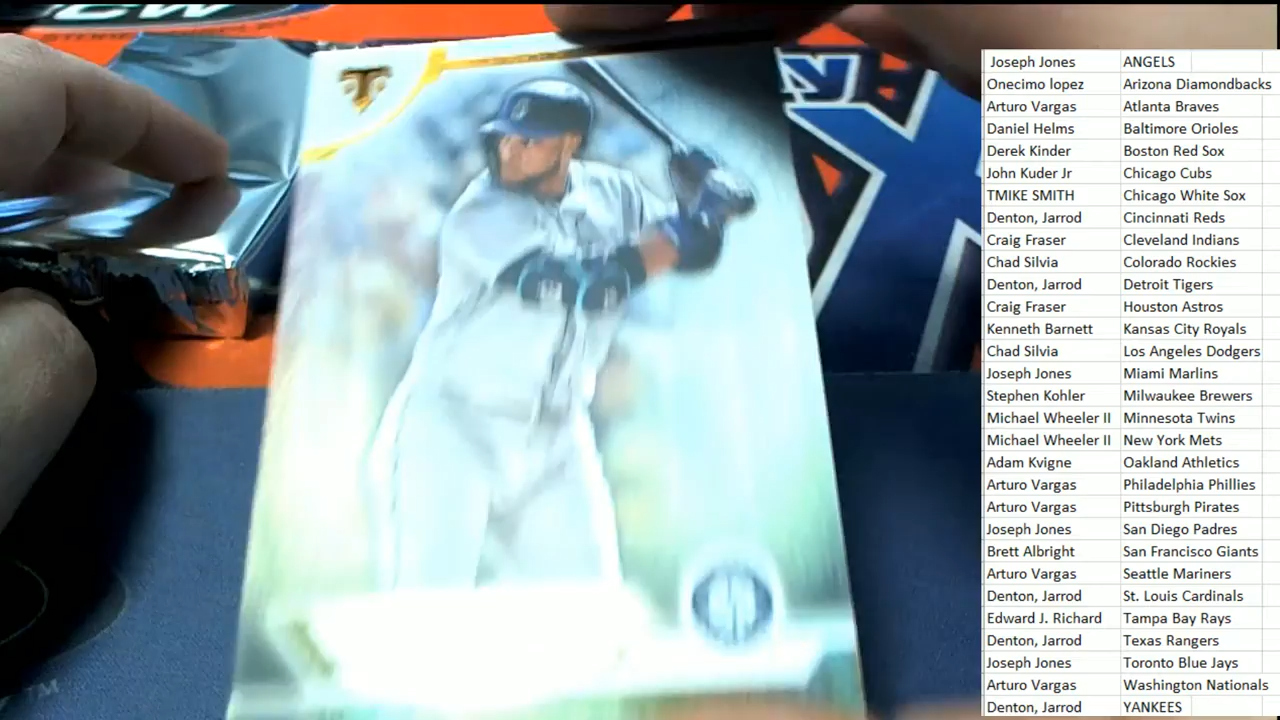 Joseph Jones ANGELS
Onecimo lopez Arizona Diamondbacks
Arturo Vargas Atlanta Braves
Daniel Helms Baltimore Orioles
Derek Kinder Boston Red Sox
John Kuder Jr Chicago Cubs
TMIKE SMITH Chicago White Sox
Denton, Jarrod Cincinnati Reds
Craig Fraser Cleveland Indians
Chad Silvia Colorado Rockies
Denton, Jarrod Detroit Tigers
Craig Fraser Houston Astros
Kenneth Barnett Kansas City Royals
Chad Silvia Los Angeles Dodgers
Joseph Jones Miami Marlins
Stephen Kohler Milwaukee Brewers
Michael Wheeler II Minnesota Twins
Michael Wheeler II New York Mets
Adam Kvigne Oakland Athletics
Arturo Vargas Philadelphia Phillies
Arturo Vargas Pittsburgh Pirates
Joseph Jones San Diego Padres
Brett Albright San Francisco Giants
Arturo Vargas Seattle Mariners
Denton, Jarrod St. Louis Cardinals
Edward J. Richard Tampa Bay Rays
Denton, Jarrod Texas Rangers
Joseph Jones Toronto Blue Jays
Arturo Vargas Washington Nationals
Denton, Jarrod YANKEES